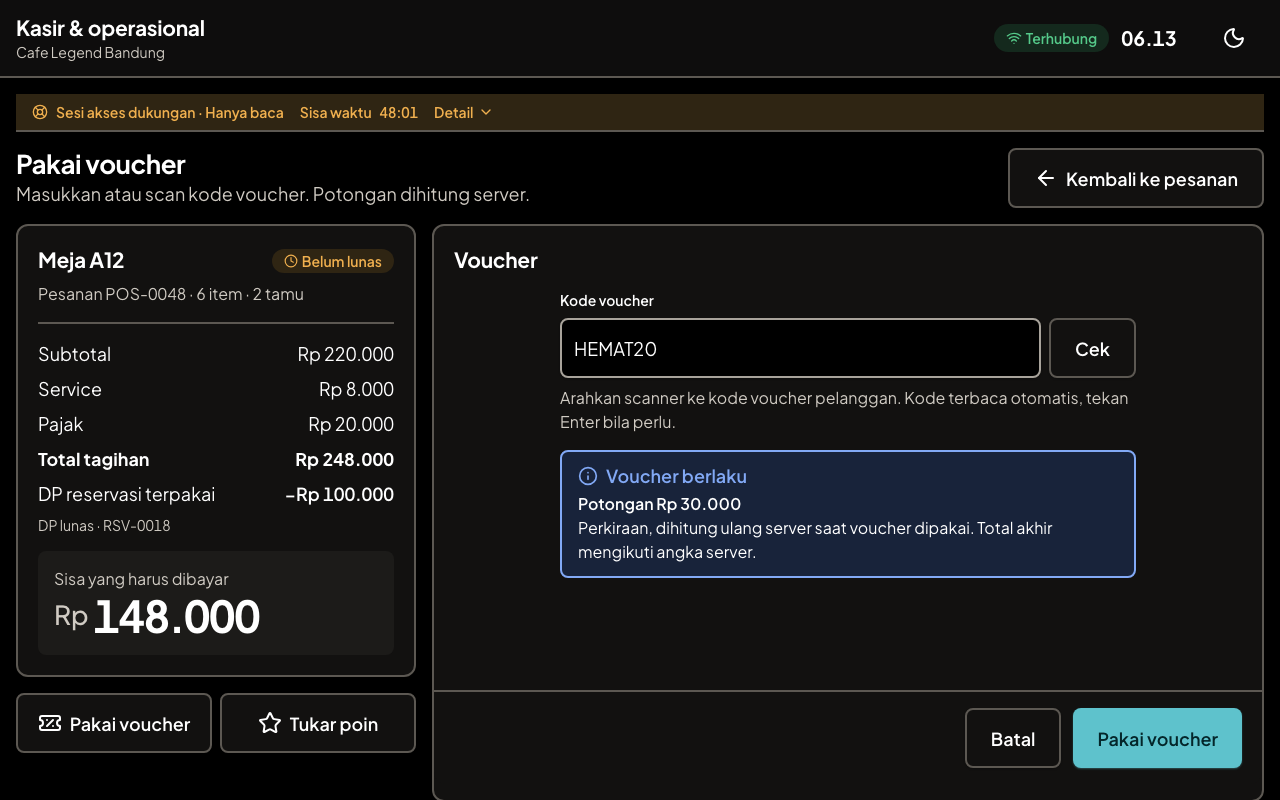 Kasir & operasional
Cafe Legend Bandung
Terhubung
06.13
Sesi akses dukungan · Hanya baca
Sisa waktu 48:01
Detail
Pakai voucher
Masukkan atau scan kode voucher. Potongan dihitung server.
Kembali ke pesanan
Meja A12
Belum lunas
Pesanan POS-0048 · 6 item · 2 tamu
Subtotal Rp 220.000
Service Rp 8.000
Pajak Rp 20.000
Total tagihan Rp 248.000
DP reservasi terpakai −Rp 100.000
DP lunas · RSV-0018
Sisa yang harus dibayar
Rp 148.000
Pakai voucher
Tukar poin
Voucher
Kode voucher
HEMAT20
Cek
Arahkan scanner ke kode voucher pelanggan. Kode terbaca otomatis, tekan
Enter bila perlu.
Voucher berlaku
Potongan Rp 30.000
Perkiraan, dihitung ulang server saat voucher dipakai. Total akhir
mengikuti angka server.
Batal
Pakai voucher